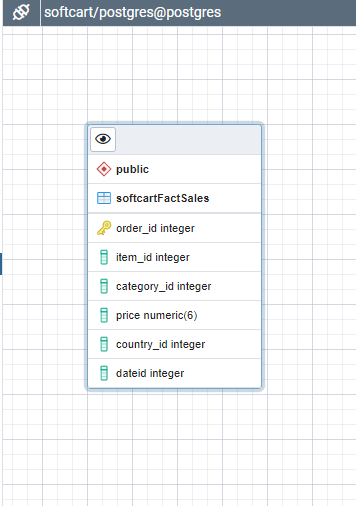 softcart/postgres@postgres
public
softcartFactSales
order_id integer
item_id integer
category_id integer
price numeric(6)
country_id integer
dateid integer